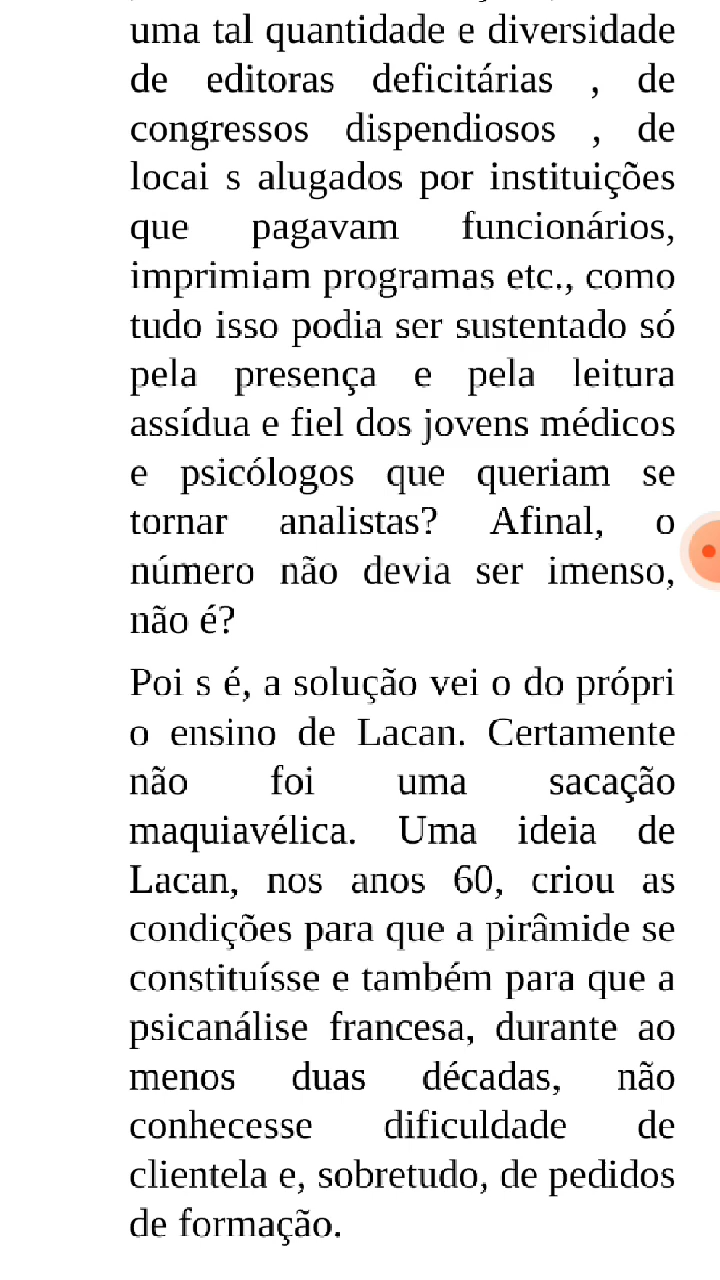 uma tal quantidade e diversidade
de editoras deficitárias , de
congressos dispendiosos , de
locai s alugados por instituições
que pagavam funcionários,
imprimiam programas etc., como
tudo isso podia ser sustentado só
pela presença e pela leitura
assídua e fiel dos jovens médicos
e psicólogos que queriam se
tornar analistas? Afinal, o
número não devia ser imenso,
não é?
Poi s é, a solução vei o do própri
o ensino de Lacan. Certamente
não foi uma sacação
maquiavélica. Uma ideia de
Lacan, nos anos 60, criou as
condições para que a pirâmide se
constituísse e também para que a
psicanálise francesa, durante ao
menos duas décadas, não
conhecesse dificuldade de
clientela e, sobretudo, de pedidos
de formação.